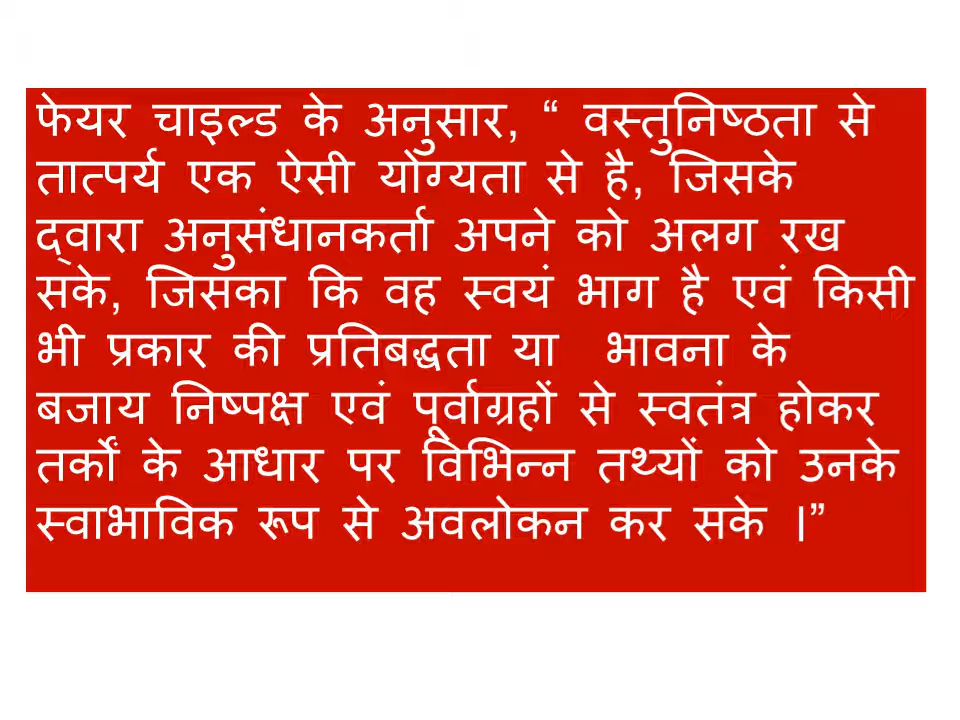 फेयर चाइल्ड के अनुसार, “ वस्तुनिष्ठता से
तात्पर्य एक ऐसी योग्यता से है, जिसके
द्वारा अनुसंधानकर्ता अपने को अलग रख
सके, जिसका कि वह स्वयं भाग है एवं किसी
भी प्रकार की प्रतिबद्धता या भावना के
बजाय निष्पक्ष एवं पूर्वाग्रहों से स्वतंत्र होकर
तर्कों के आधार पर विभिन्न तथ्यों को उनके
स्वाभाविक रूप से अवलोकन कर सके ।”